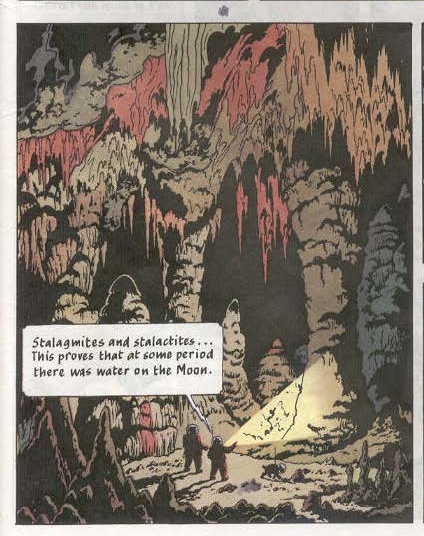 Stalagmites and stalactites...
This proves that at some period
there was water on the Moon.